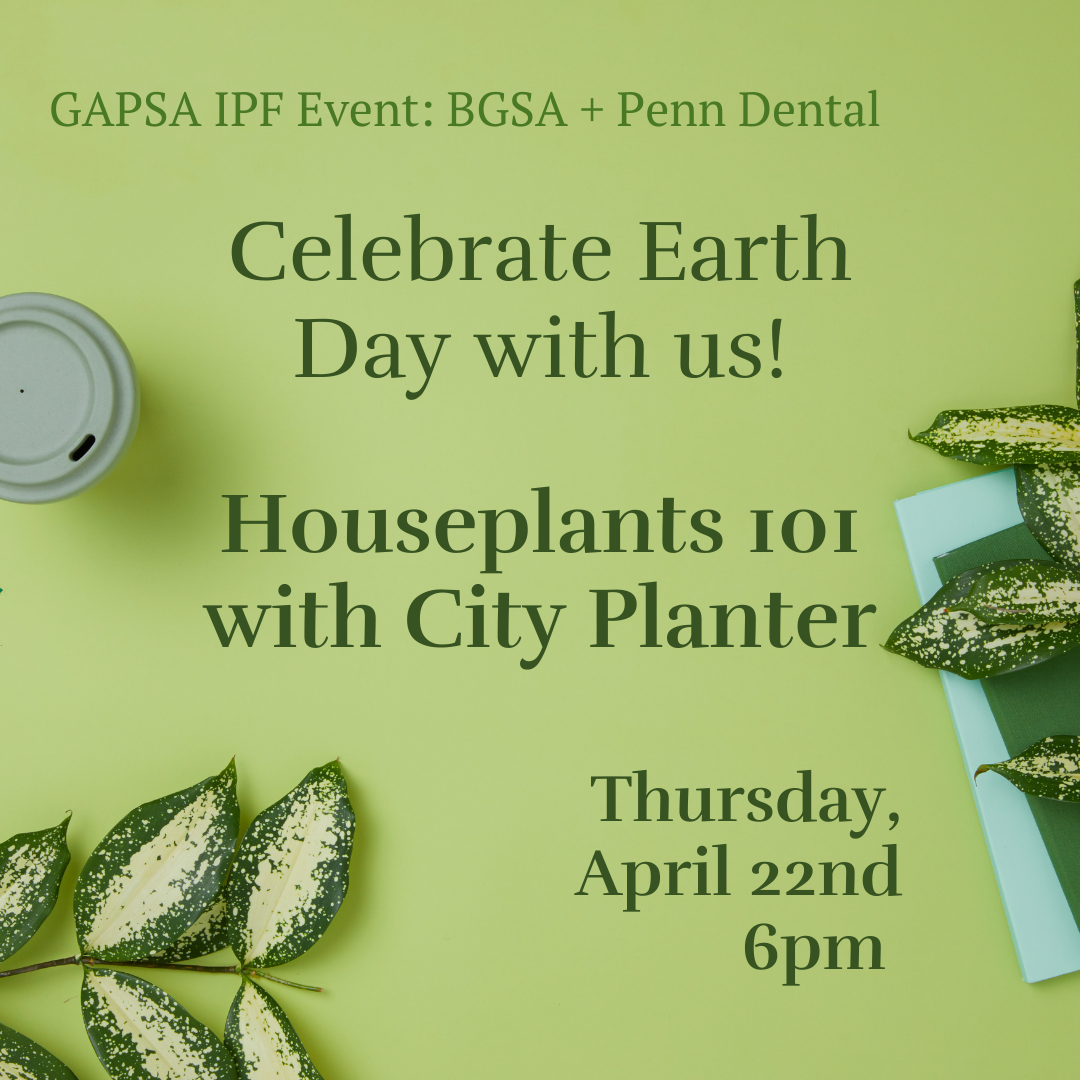 GAPSA IPF Event: BGSA + Penn Dental
Celebrate Earth
Day with us!
Houseplants 101
with City Planter
Thursday,
April 22nd
6pm